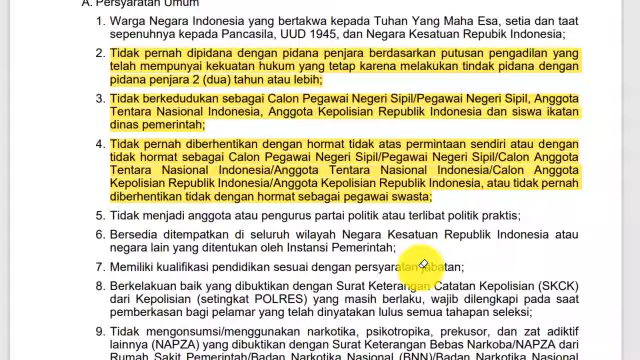 A. Persyaratan Umum
1. Warga Negara Indonesia yang bertakwa kepada Tuhan Yang Maha Esa, setia dan taat
sepenuhnya kepada Pancasila, UUD 1945, dan Negara Kesatuan Repubik Indonesia;
2. Tidak pernah dipidana dengan pidana penjara berdasarkan putusan pengadilan yang
telah mempunyai kekuatan hukum yang tetap karena melakukan tindak pidana dengan
pidana penjara 2 (dua) tahun atau lebih;
3. Tidak berkedudukan sebagai Calon Pegawai Negeri Sipil/Pegawai Negeri Sipil, Anggota
Tentara Nasional Indonesia, Anggota Kepolisian Republik Indonesia dan siswa ikatan
dinas pemerintah;
4. Tidak pernah diberhentikan dengan hormat tidak atas permintaan sendiri atau dengan
tidak hormat sebagai Calon Pegawai Negeri Sipil/Pegawai Negeri Sipil/Calon Anggota
Tentara Nasional Indonesia/Anggota Tentara Nasional Indonesia/Calon Anggota
Kepolisian Republik Indonesia/Anggota Kepolisian Republik Indonesia, atau tidak pernah
diberhentikan tidak dengan hormat sebagai pegawai swasta;
5. Tidak menjadi anggota atau pengurus partai politik atau terlibat politik praktis;
6. Bersedia ditempatkan di seluruh wilayah Negara Kesatuan Republik Indonesia atau
negara lain yang ditentukan oleh Instansi Pemerintah;
7. Memiliki kualifikasi pendidikan sesuai dengan persyaratan jabatan;
8. Berkelakuan baik yang dibuktikan dengan Surat Keterangan Catatan Kepolisian (SKCK)
dari Kepolisian (setingkat POLRES) yang masih berlaku, wajib dilengkapi pada saat
pemberkasan bagi pelamar yang telah dinyatakan lulus semua tahapan seleksi;
9. Tidak mengonsumsi/menggunakan narkotika, psikotropika, prekusor, dan zat adiktif
lainnya (NAPZA) yang dibuktikan dengan Surat Keterangan Bebas Narkoba/NAPZA dari
Rumah Sakit Pemerintah/Badan Narkotika Nasional (BNN)/Badan Narkotika Nasional